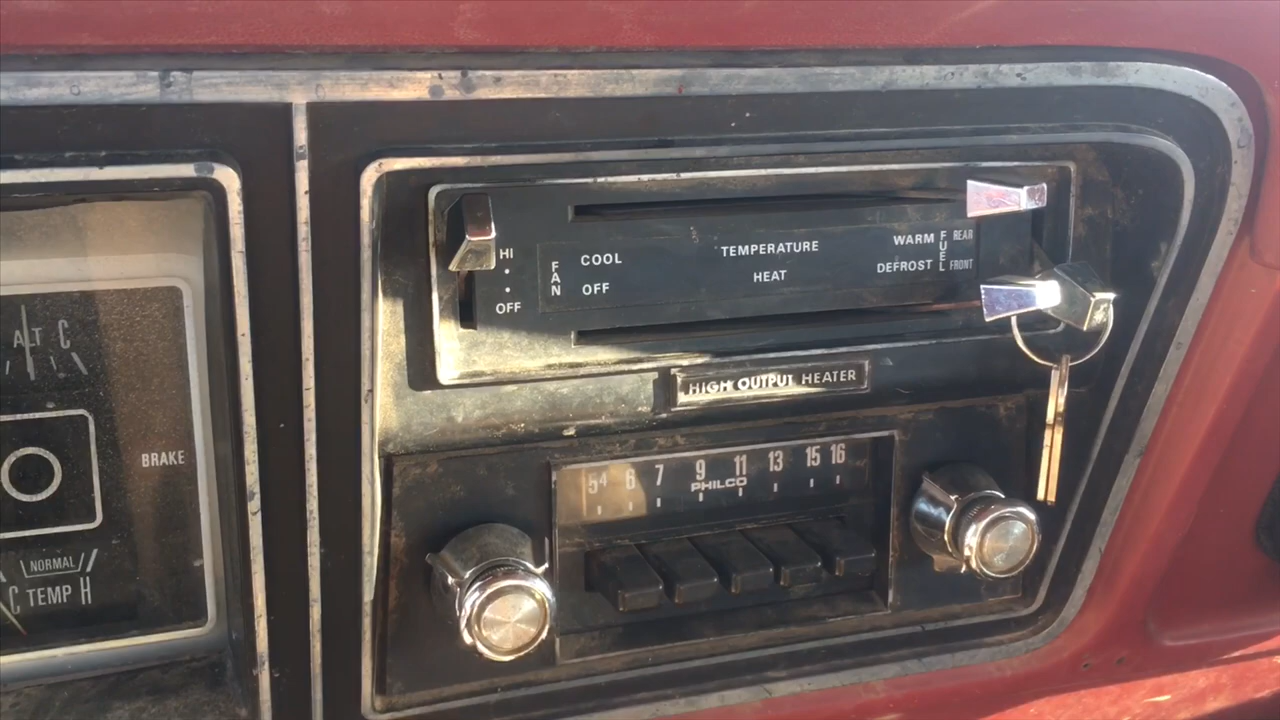 ALT C
BRAKE
NORMAL
C TEMP H
HI
OFF
FAN
COOL TEMPERATURE WARM
OFF HEAT DEFROST
FUEL
REAR
FRONT
HIGH OUTPUT HEATER
5⁴ 6 7 9 11 13 15 16
PHILCO